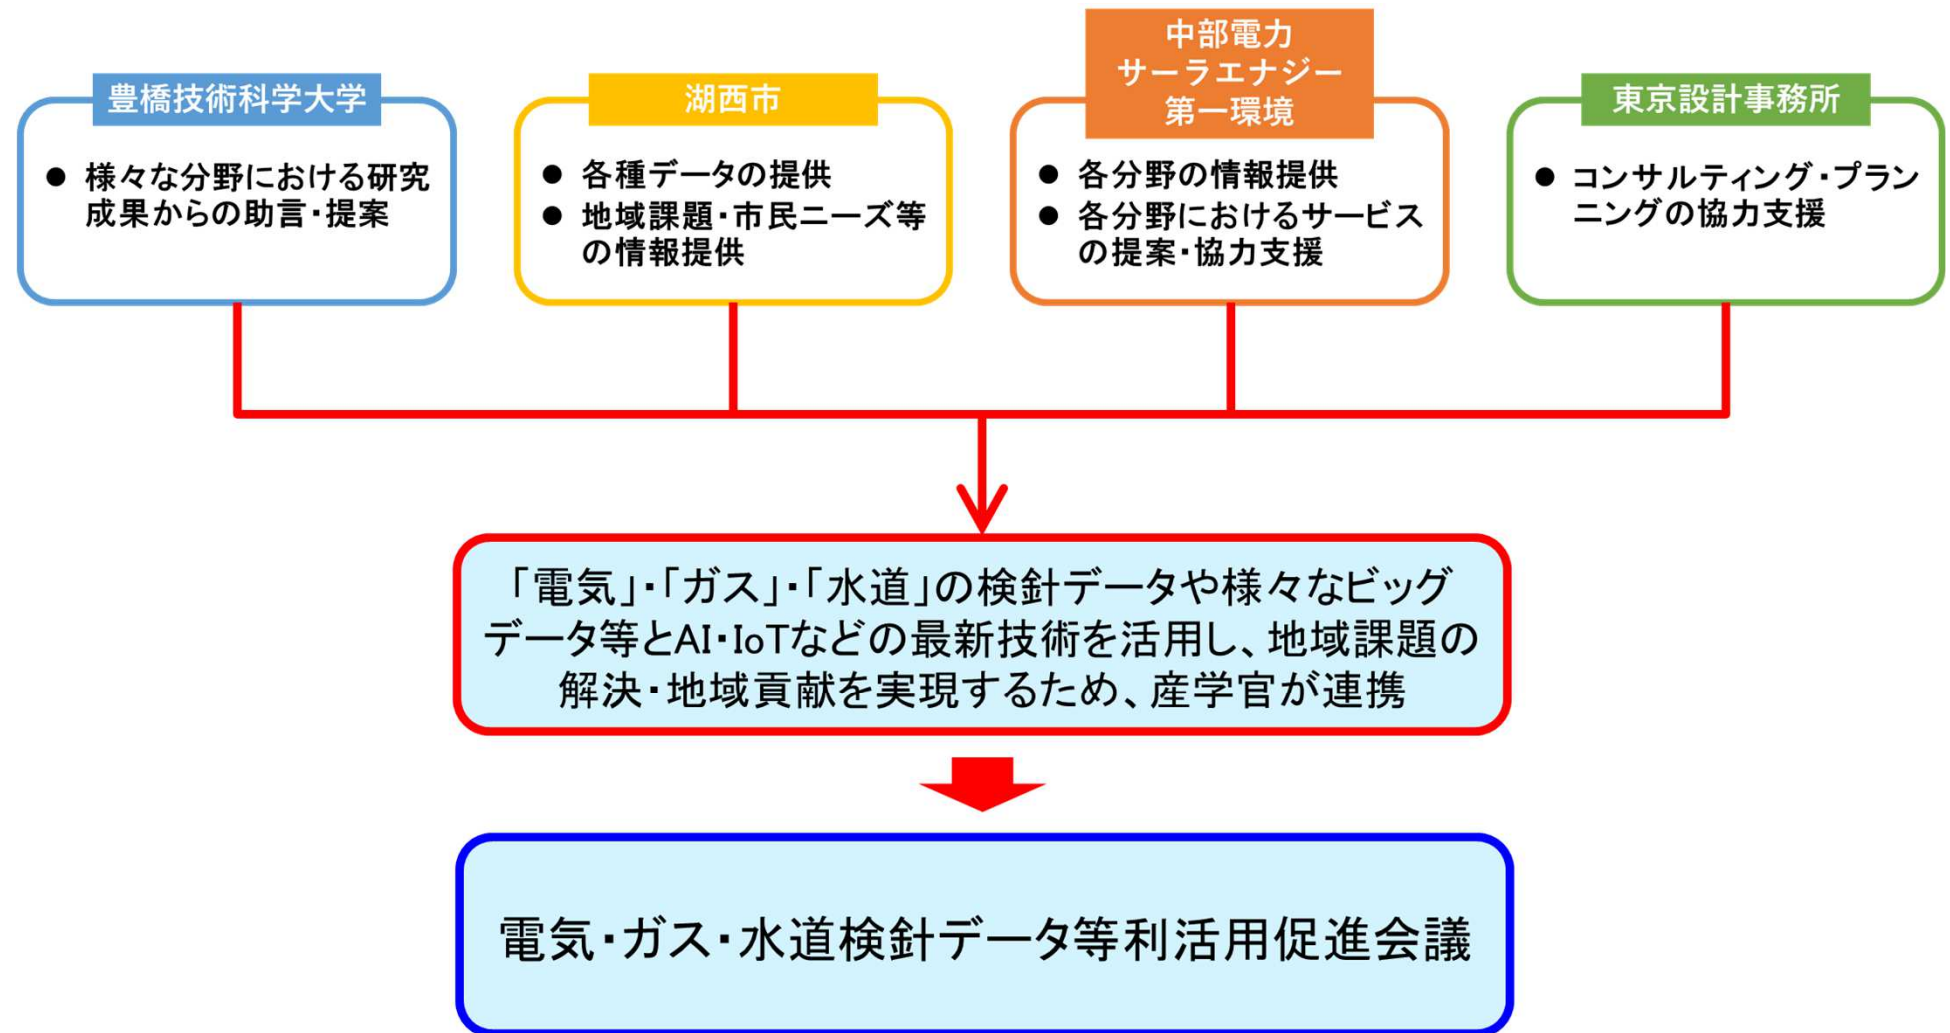 豊橋技術科学大学
● 様々な分野における研究
成果からの助言・提案
湖西市
● 各種データの提供
● 地域課題・市民ニーズ等
の情報提供
中部電力
サーラエナジー
第一環境
● 各分野の情報提供
● 各分野におけるサービス
の提案・協力支援
東京設計事務所
● コンサルティング・プラン
ニングの協力支援
「電気」・「ガス」・「水道」の検針データや様々なビッグ
データ等とAI・IoTなどの最新技術を活用し、地域課題の
解決・地域貢献を実現するため、産学官が連携
電気・ガス・水道検針データ等利活用促進会議